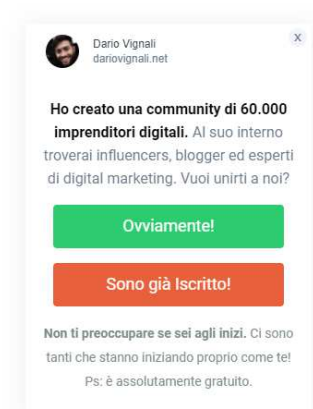 Dario Vignali
dariovignali.net
x
Ho creato una community di 60.000
imprenditori digitali. Al suo interno
troverai influencers, blogger ed esperti
di digital marketing. Vuoi unirti a noi?
Ovviamente!
Sono già Iscritto!
Non ti preoccupare se sei agli inizi. Ci sono
tanti che stanno iniziando proprio come te!
Ps: è assolutamente gratuito.